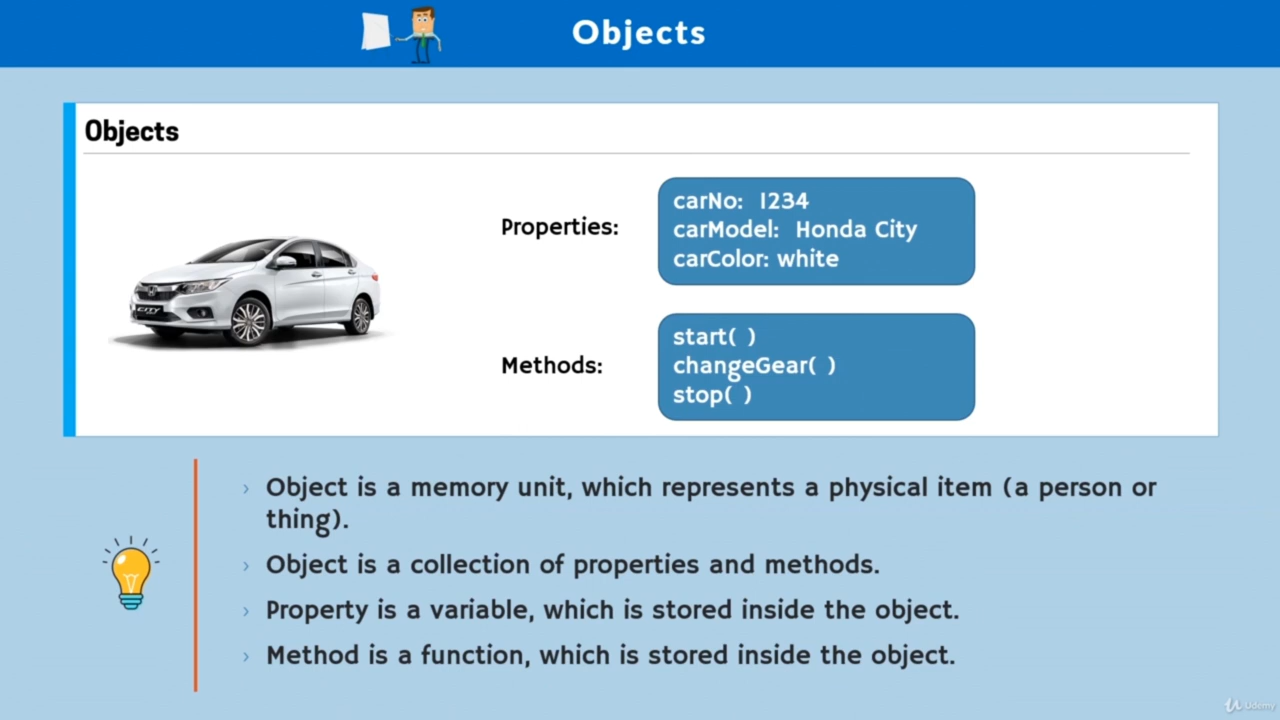 Objects
Objects
Properties:
carNo: 1234
carModel: Honda City
carColor: white
CITY
Methods:
start( )
changeGear( )
stop( )
› Object is a memory unit, which represents a physical item (a person or
thing).
› Object is a collection of properties and methods.
› Property is a variable, which is stored inside the object.
› Method is a function, which is stored inside the object.
Udemy